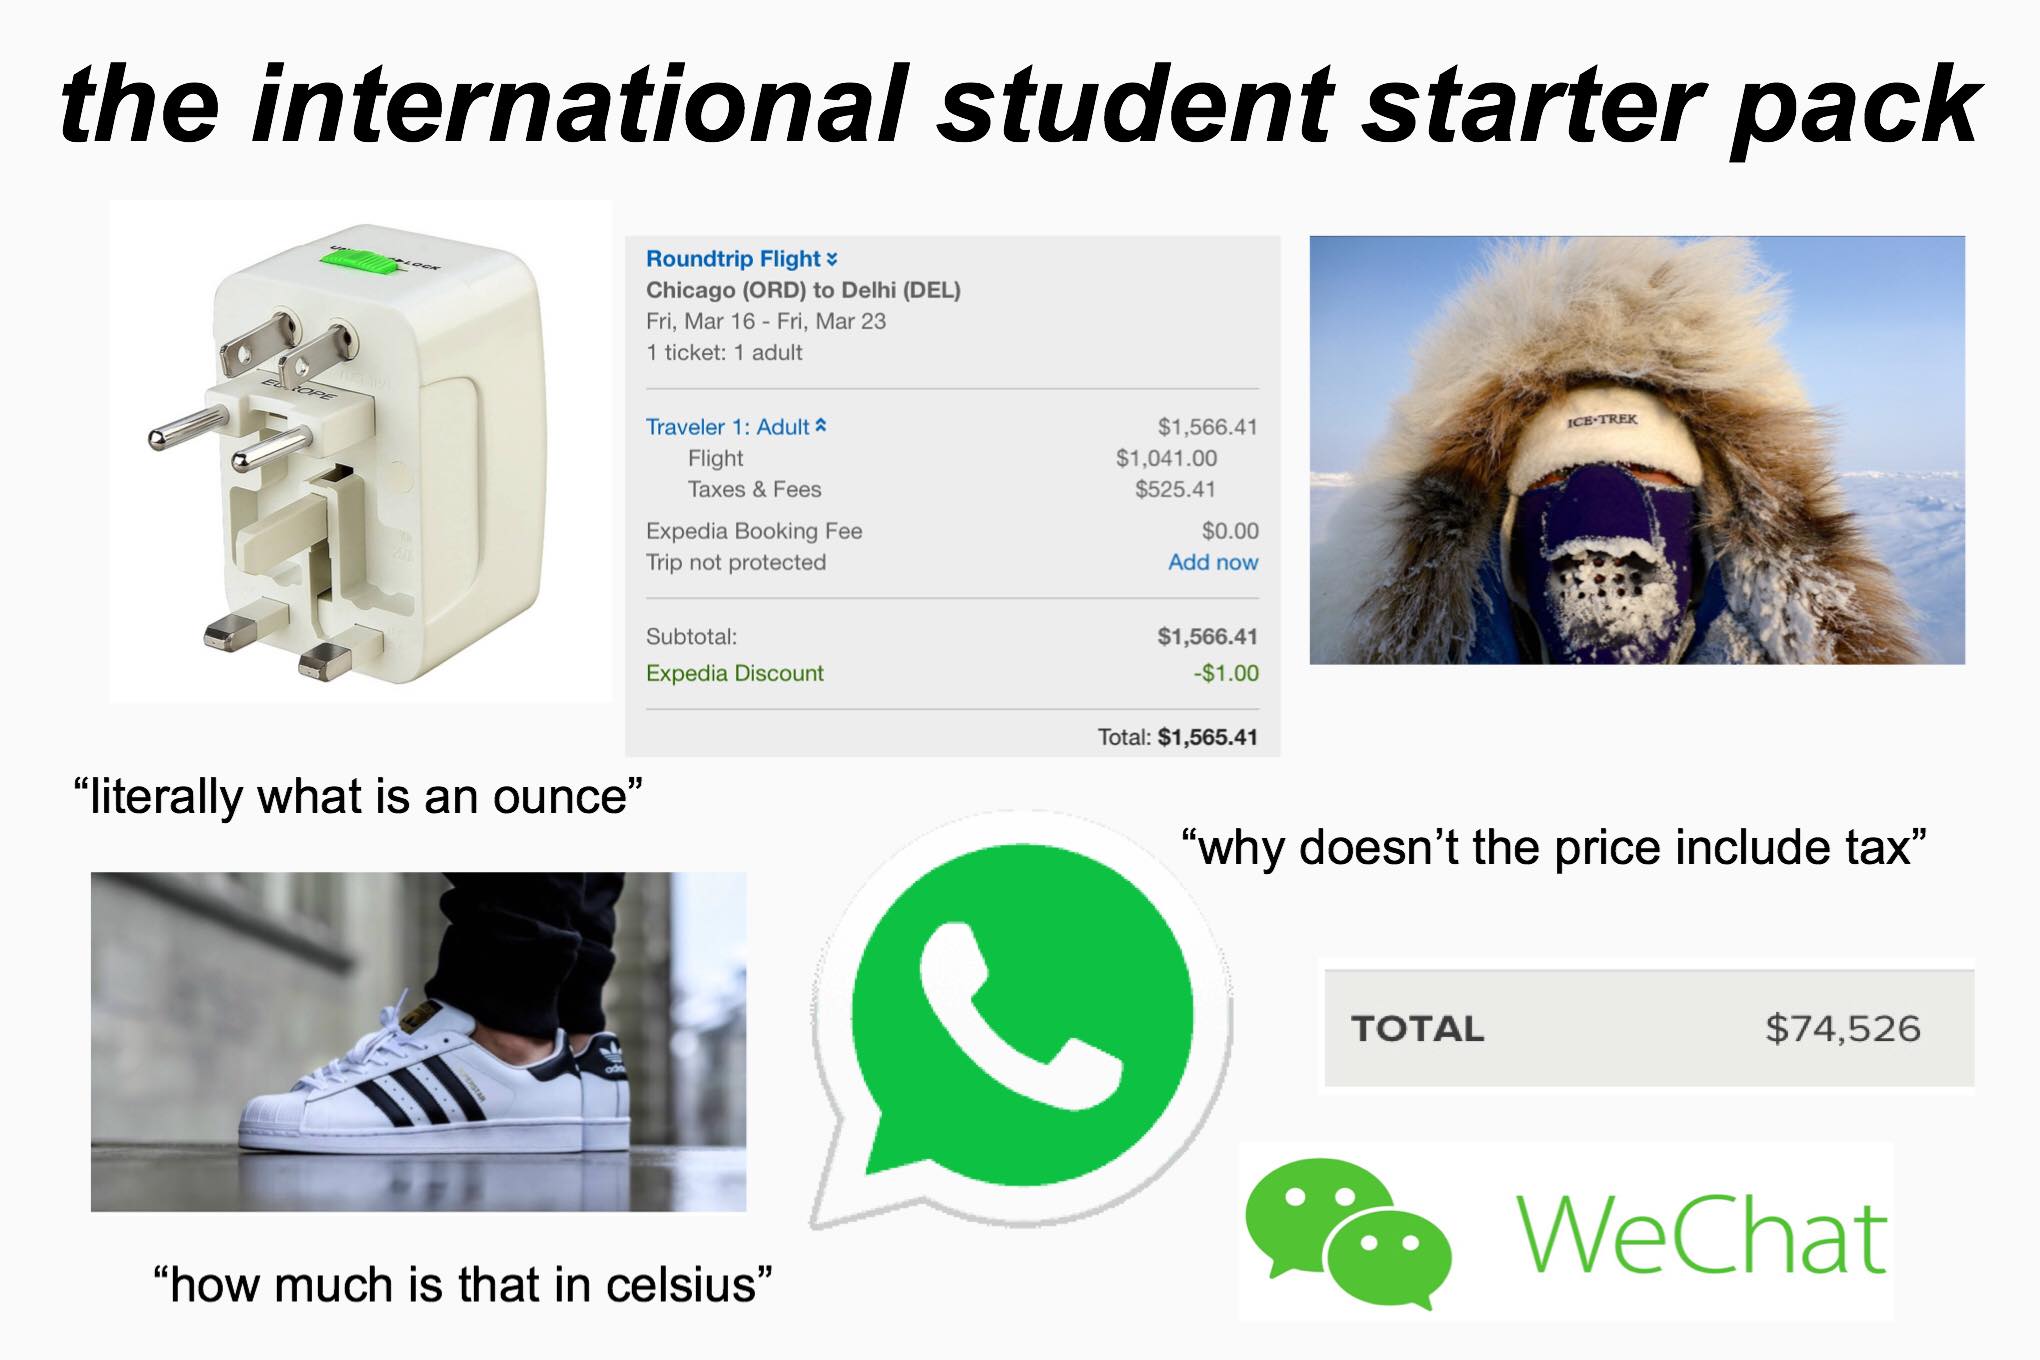 the international student starter pack
LOCK
EUROPE
Roundtrip Flight
Chicago (ORD) to Delhi (DEL)
Fri, Mar 16 - Fri, Mar 23
1 ticket: 1 adult
Traveler 1: Adult $1,566.41
Flight $1,041.00
Taxes & Fees $525.41
Expedia Booking Fee $0.00
Trip not protected Add now
Subtotal: $1,566.41
Expedia Discount -$1.00
Total: $1,565.41
ICE•TREK
“literally what is an ounce”
“why doesn’t the price include tax”
SUPERSTAR
TOTAL $74,526
WeChat
“how much is that in celsius”